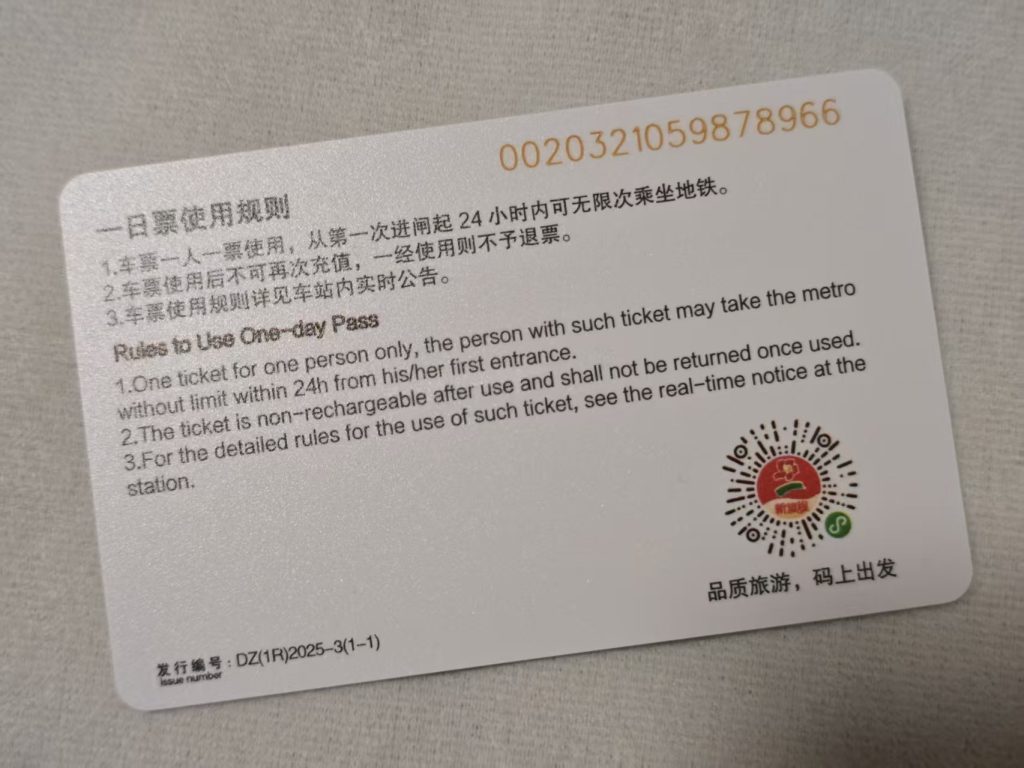 0020321059878966
一日票使用规则
1.车票一人一票使用，从第一次进闸起 24 小时内可无限次乘坐地铁。
2.车票使用后不可再次充值，一经使用则不予退票。
3.车票使用规则详见车站内实时公告。
Rules to Use One-day Pass
1.One ticket for one person only, the person with such ticket may take the metro
without limit within 24h from his/her first entrance.
2.The ticket is non-rechargeable after use and shall not be returned once used.
3.For the detailed rules for the use of such ticket, see the real-time notice at the
station.
品质旅游，码上出发
发行编号：DZ(1R)2025-3(1-1)
Issue number